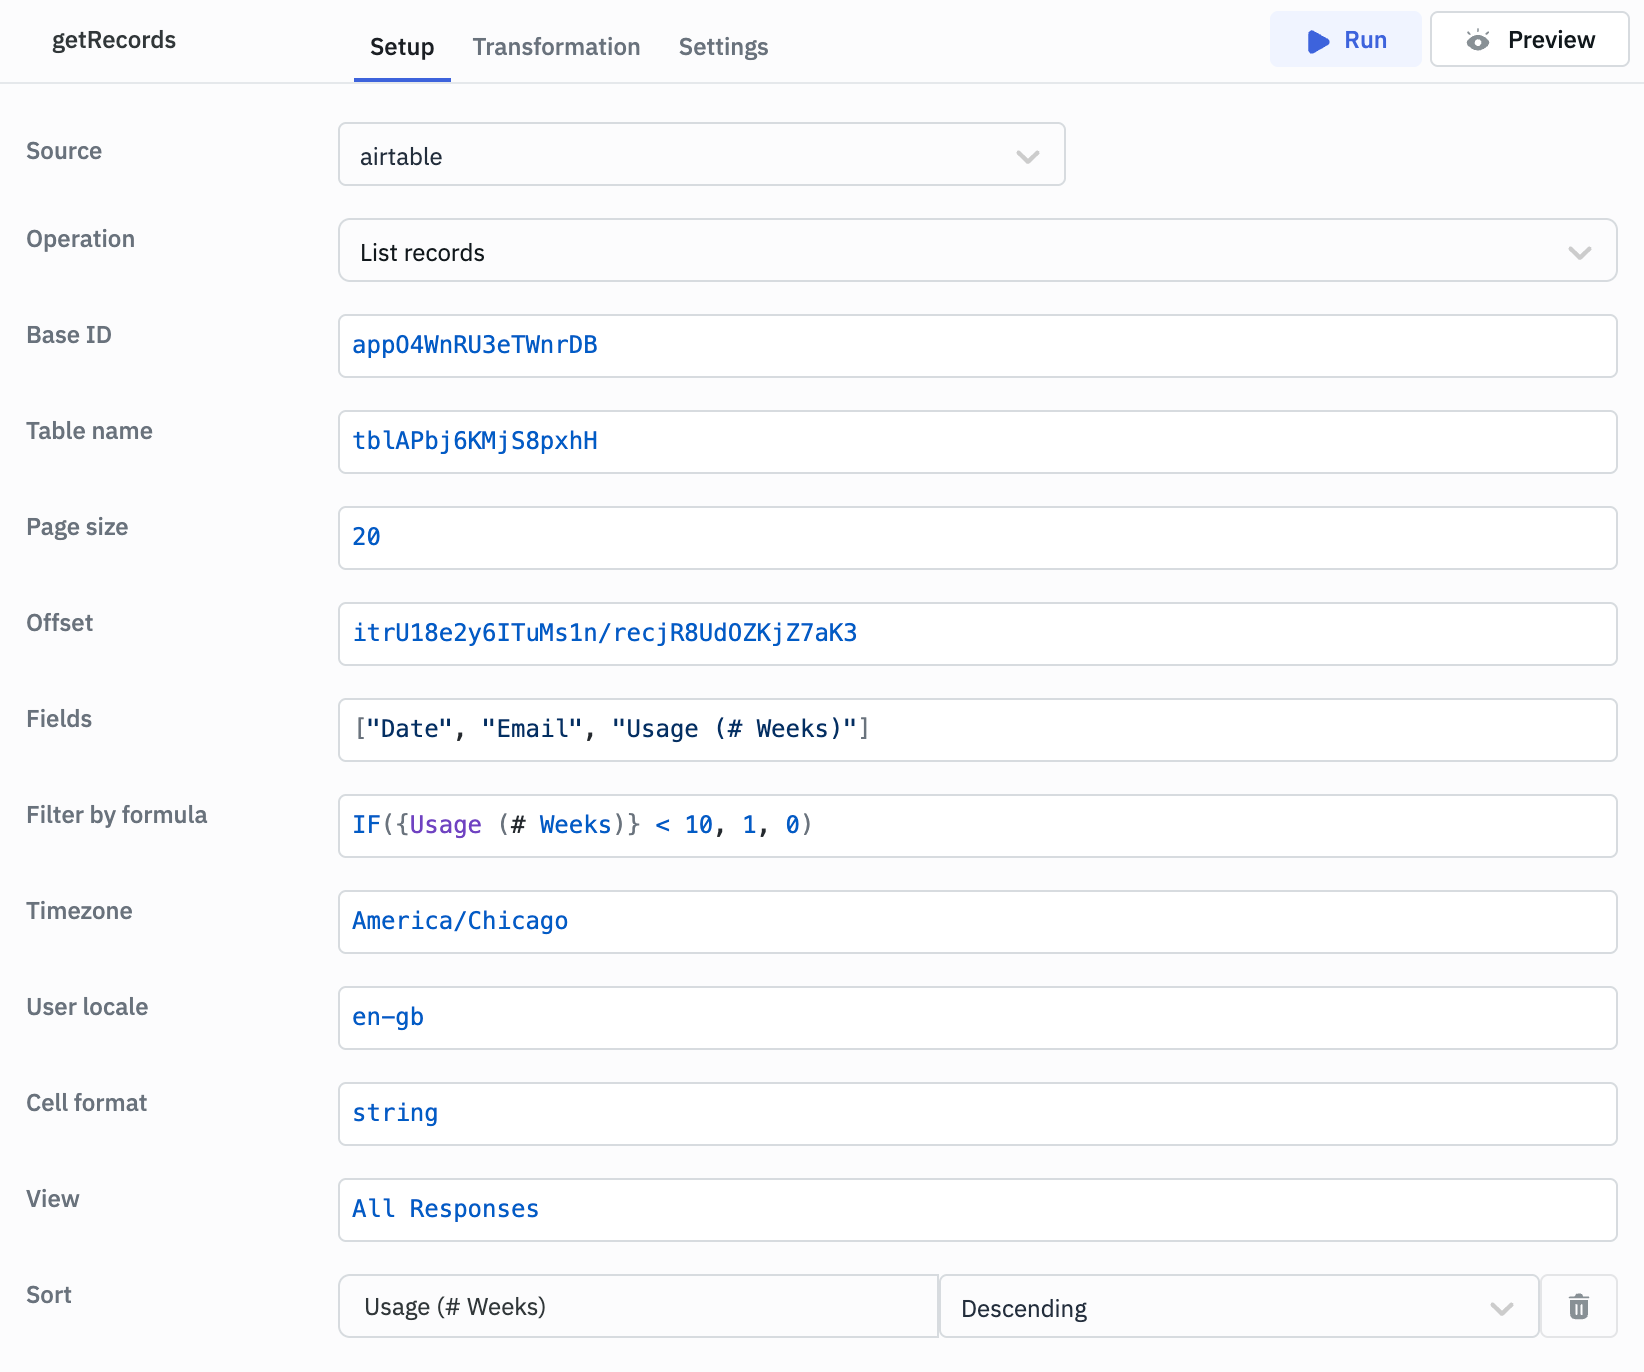 getRecords
Setup Transformation Settings
Run Preview
Source airtable
Operation List records
Base ID appO4WnRU3eTWnrDB
Table name tblAPbj6KMjS8pxhH
Page size 20
Offset itrU18e2y6ITuMs1n/recjR8UdOZKjZ7aK3
Fields ["Date", "Email", "Usage (# Weeks)"]
Filter by formula IF({Usage (# Weeks)} < 10, 1, 0)
Timezone America/Chicago
User locale en-gb
Cell format string
View All Responses
Sort Usage (# Weeks) Descending